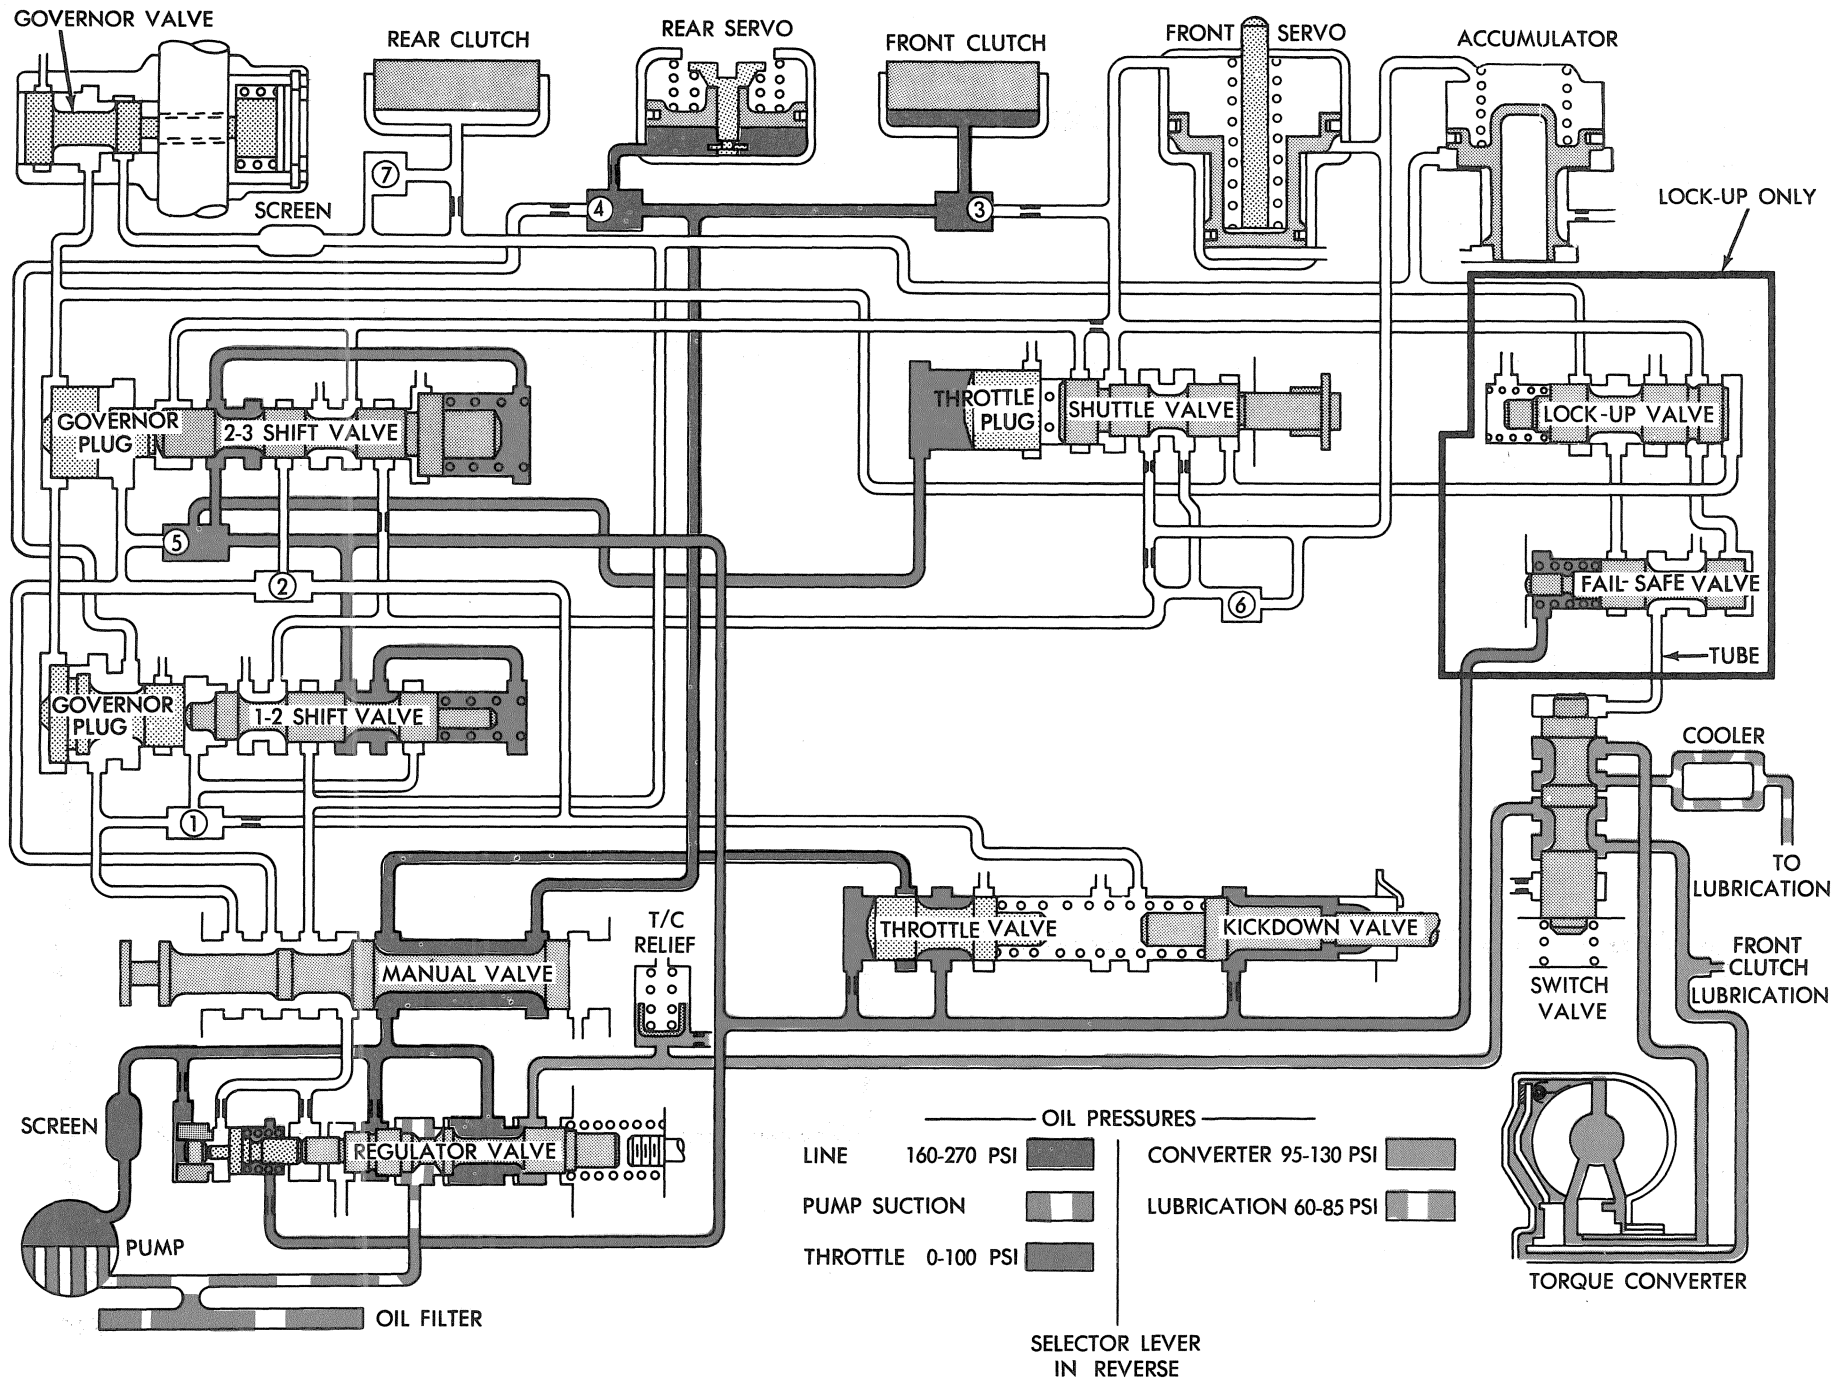 GOVERNOR VALVE
REAR CLUTCH
REAR SERVO
FRONT CLUTCH
FRONT SERVO
ACCUMULATOR
LOCK-UP ONLY
SCREEN
7
4
3
GOVERNOR
PLUG
2-3 SHIFT VALVE
THROTTLE
PLUG
SHUTTLE VALVE
LOCK-UP VALVE
5
2
6
FAIL-SAFE VALVE
TUBE
GOVERNOR
PLUG
1-2 SHIFT VALVE
1
COOLER
TO
LUBRICATION
T/C
RELIEF
THROTTLE VALVE
KICKDOWN VALVE
MANUAL VALVE
SWITCH
VALVE
FRONT
CLUTCH
LUBRICATION
SCREEN
REGULATOR VALVE
PUMP
OIL FILTER
OIL PRESSURES
LINE 160-270 PSI
PUMP SUCTION
THROTTLE 0-100 PSI
CONVERTER 95-130 PSI
LUBRICATION 60-85 PSI
TORQUE CONVERTER
SELECTOR LEVER
IN REVERSE